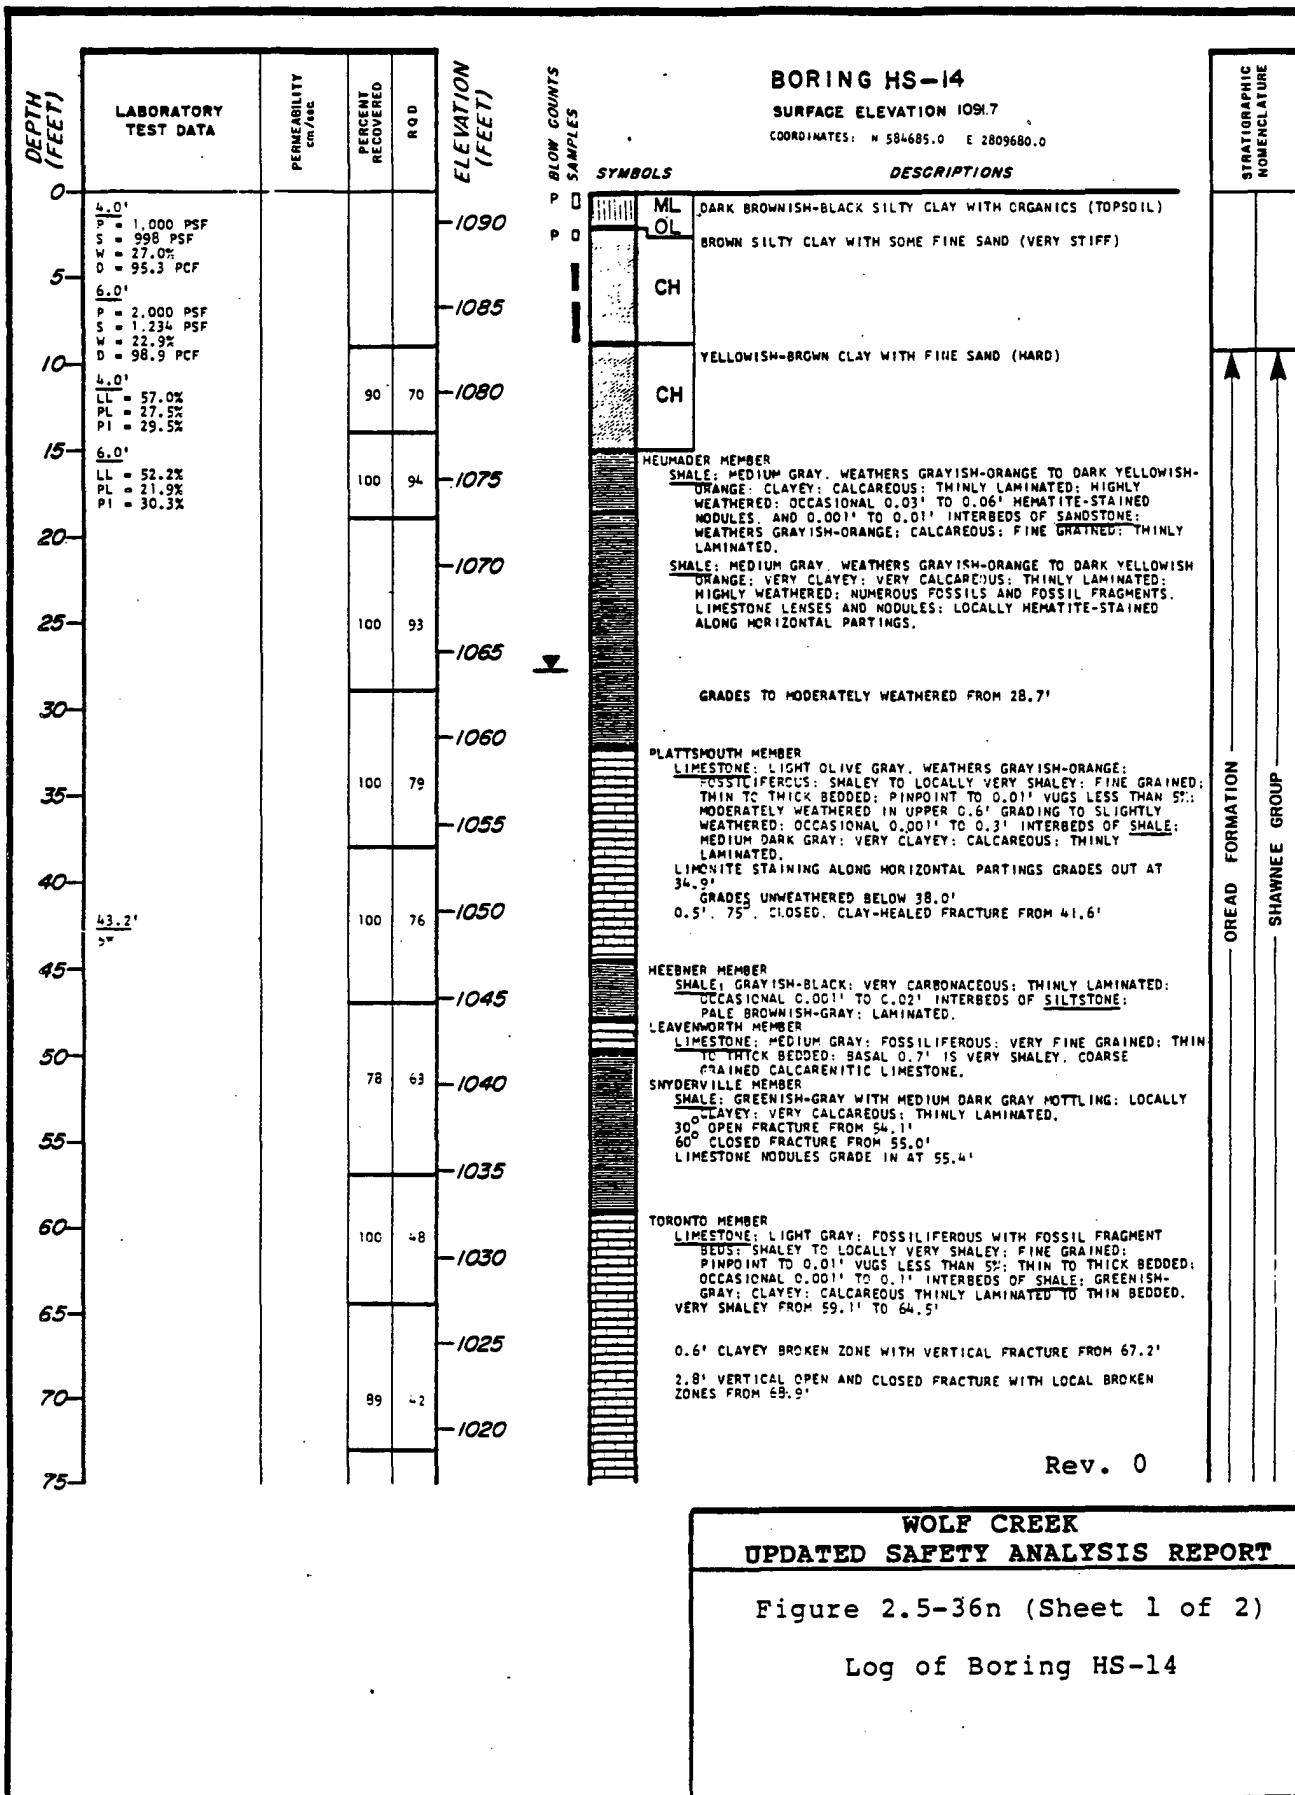 BORING HS-14
SURFACE ELEVATION 1091.7
COORDINATES: N 584685.0 E 2809680.0
DEPTH (FEET)
LABORATORY TEST DATA
PERMEABILITY cm/sec
PERCENT RECOVERED
RQD
ELEVATION (FEET)
BLOW COUNTS
SAMPLES
SYMBOLS
DESCRIPTIONS
STRATIGRAPHIC NOMENCLATURE
0
5
10
15
20
25
30
35
40
45
50
55
60
65
70
75
4.0'
P = 1,000 PSF
S = 998 PSF
W = 27.0%
D = 95.3 PCF
6.0'
P = 2,000 PSF
S = 1,234 PSF
W = 22.9%
D = 98.9 PCF
4.0'
LL = 57.0%
PL = 27.5%
PI = 29.5%
6.0'
LL = 52.2%
PL = 21.9%
PI = 30.3%
43.2'
90 70
100 94
100 93
100 79
100 76
78 63
100 48
89 42
1090
1085
1080
1075
1070
1065
1060
1055
1050
1045
1040
1035
1030
1025
1020
P
P
ML
OL
CH
CH
DARK BROWNISH-BLACK SILTY CLAY WITH ORGANICS (TOPSOIL)
BROWN SILTY CLAY WITH SOME FINE SAND (VERY STIFF)
YELLOWISH-BROWN CLAY WITH FINE SAND (HARD)
HEUMADER MEMBER
SHALE: MEDIUM GRAY, WEATHERS GRAYISH-ORANGE TO DARK YELLOWISH-
ORANGE; CLAYEY; CALCAREOUS; THINLY LAMINATED; HIGHLY
WEATHERED; OCCASIONAL 0.03' TO 0.06' HEMATITE-STAINED
NODULES, AND 0.001' TO 0.01' INTERBEDS OF SANDSTONE;
WEATHERS GRAYISH-ORANGE; CALCAREOUS; FINE GRAINED; THINLY
LAMINATED.
SHALE: MEDIUM GRAY, WEATHERS GRAYISH-ORANGE TO DARK YELLOWISH
ORANGE; VERY CLAYEY; VERY CALCAREOUS; THINLY LAMINATED;
HIGHLY WEATHERED; NUMEROUS FOSSILS AND FOSSIL FRAGMENTS,
LIMESTONE LENSES AND NODULES; LOCALLY HEMATITE-STAINED
ALONG HORIZONTAL PARTINGS.
GRADES TO MODERATELY WEATHERED FROM 28.7'
PLATTSMOUTH MEMBER
LIMESTONE: LIGHT OLIVE GRAY, WEATHERS GRAYISH-ORANGE;
FOSSILIFEROUS; SHALEY TO LOCALLY VERY SHALEY; FINE GRAINED;
THIN TO THICK BEDDED; PINPOINT TO 0.01' VUGS LESS THAN 5%;
MODERATELY WEATHERED IN UPPER 0.6' GRADING TO SLIGHTLY
WEATHERED; OCCASIONAL 0.001' TO 0.3' INTERBEDS OF SHALE;
MEDIUM DARK GRAY; VERY CLAYEY; CALCAREOUS; THINLY
LAMINATED.
LIMONITE STAINING ALONG HORIZONTAL PARTINGS GRADES OUT AT
34.9'
GRADES UNWEATHERED BELOW 38.0'
0.5', 75°, CLOSED, CLAY-HEALED FRACTURE FROM 41.6'
HEEBNER MEMBER
SHALE: GRAYISH-BLACK; VERY CARBONACEOUS; THINLY LAMINATED;
OCCASIONAL 0.001' TO 0.02' INTERBEDS OF SILTSTONE;
PALE BROWNISH-GRAY; LAMINATED.
LEAVENWORTH MEMBER
LIMESTONE; MEDIUM GRAY; FOSSILIFEROUS; VERY FINE GRAINED; THIN
TO THICK BEDDED; BASAL 0.7' IS VERY SHALEY, COARSE
GRAINED CALCARENITIC LIMESTONE.
SNYDERVILLE MEMBER
SHALE: GREENISH-GRAY WITH MEDIUM DARK GRAY MOTTLING; LOCALLY
CLAYEY; VERY CALCAREOUS; THINLY LAMINATED.
30° OPEN FRACTURE FROM 54.1'
60° CLOSED FRACTURE FROM 55.0'
LIMESTONE NODULES GRADE IN AT 55.4'
TORONTO MEMBER
LIMESTONE; LIGHT GRAY; FOSSILIFEROUS WITH FOSSIL FRAGMENT
BEDS; SHALEY TO LOCALLY VERY SHALEY; FINE GRAINED;
PINPOINT TO 0.01' VUGS LESS THAN 5%; THIN TO THICK BEDDED;
OCCASIONAL 0.001' TO 0.1' INTERBEDS OF SHALE; GREENISH-
GRAY; CLAYEY; CALCAREOUS THINLY LAMINATED TO THIN BEDDED.
VERY SHALEY FROM 59.1' TO 64.5'
0.6' CLAYEY BROKEN ZONE WITH VERTICAL FRACTURE FROM 67.2'
2.8' VERTICAL OPEN AND CLOSED FRACTURE WITH LOCAL BROKEN
ZONES FROM 68.9'
OREAD FORMATION
SHAWNEE GROUP
Rev. 0
WOLF CREEK
UPDATED SAFETY ANALYSIS REPORT
Figure 2.5-36n (Sheet 1 of 2)
Log of Boring HS-14